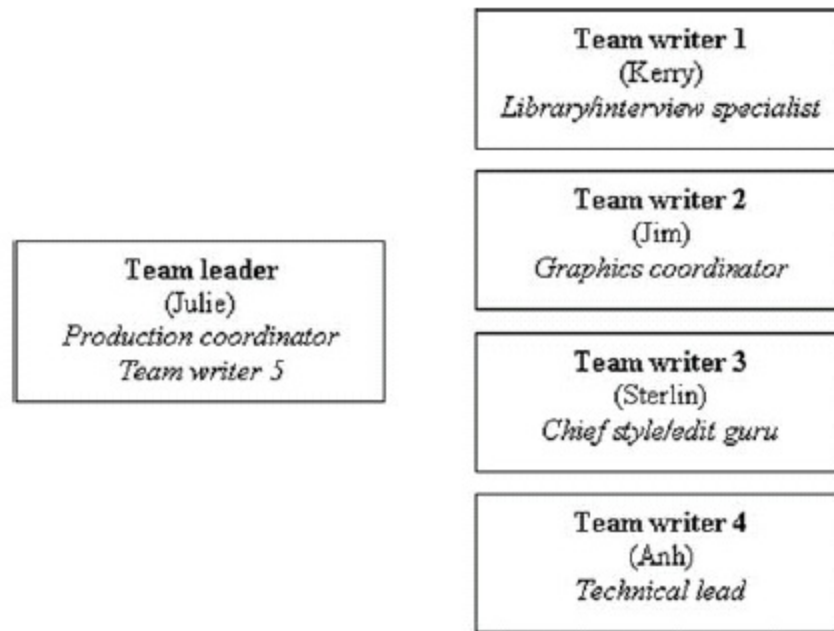 Team leader
(Julie)
Production coordinator
Team writer 5
Team writer 1
(Kerry)
Library/interview specialist
Team writer 2
(Jim)
Graphics coordinator
Team writer 3
(Sterlin)
Chief style/edit guru
Team writer 4
(Anh)
Technical lead